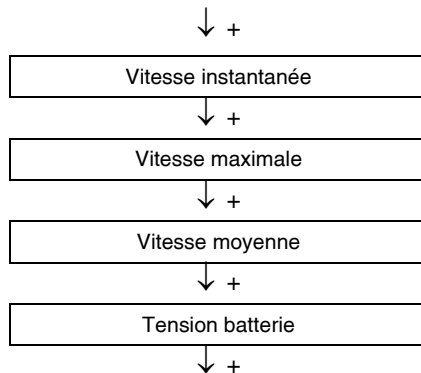 ↓ +
Vitesse instantanée
↓ +
Vitesse maximale
↓ +
Vitesse moyenne
↓ +
Tension batterie
↓ +